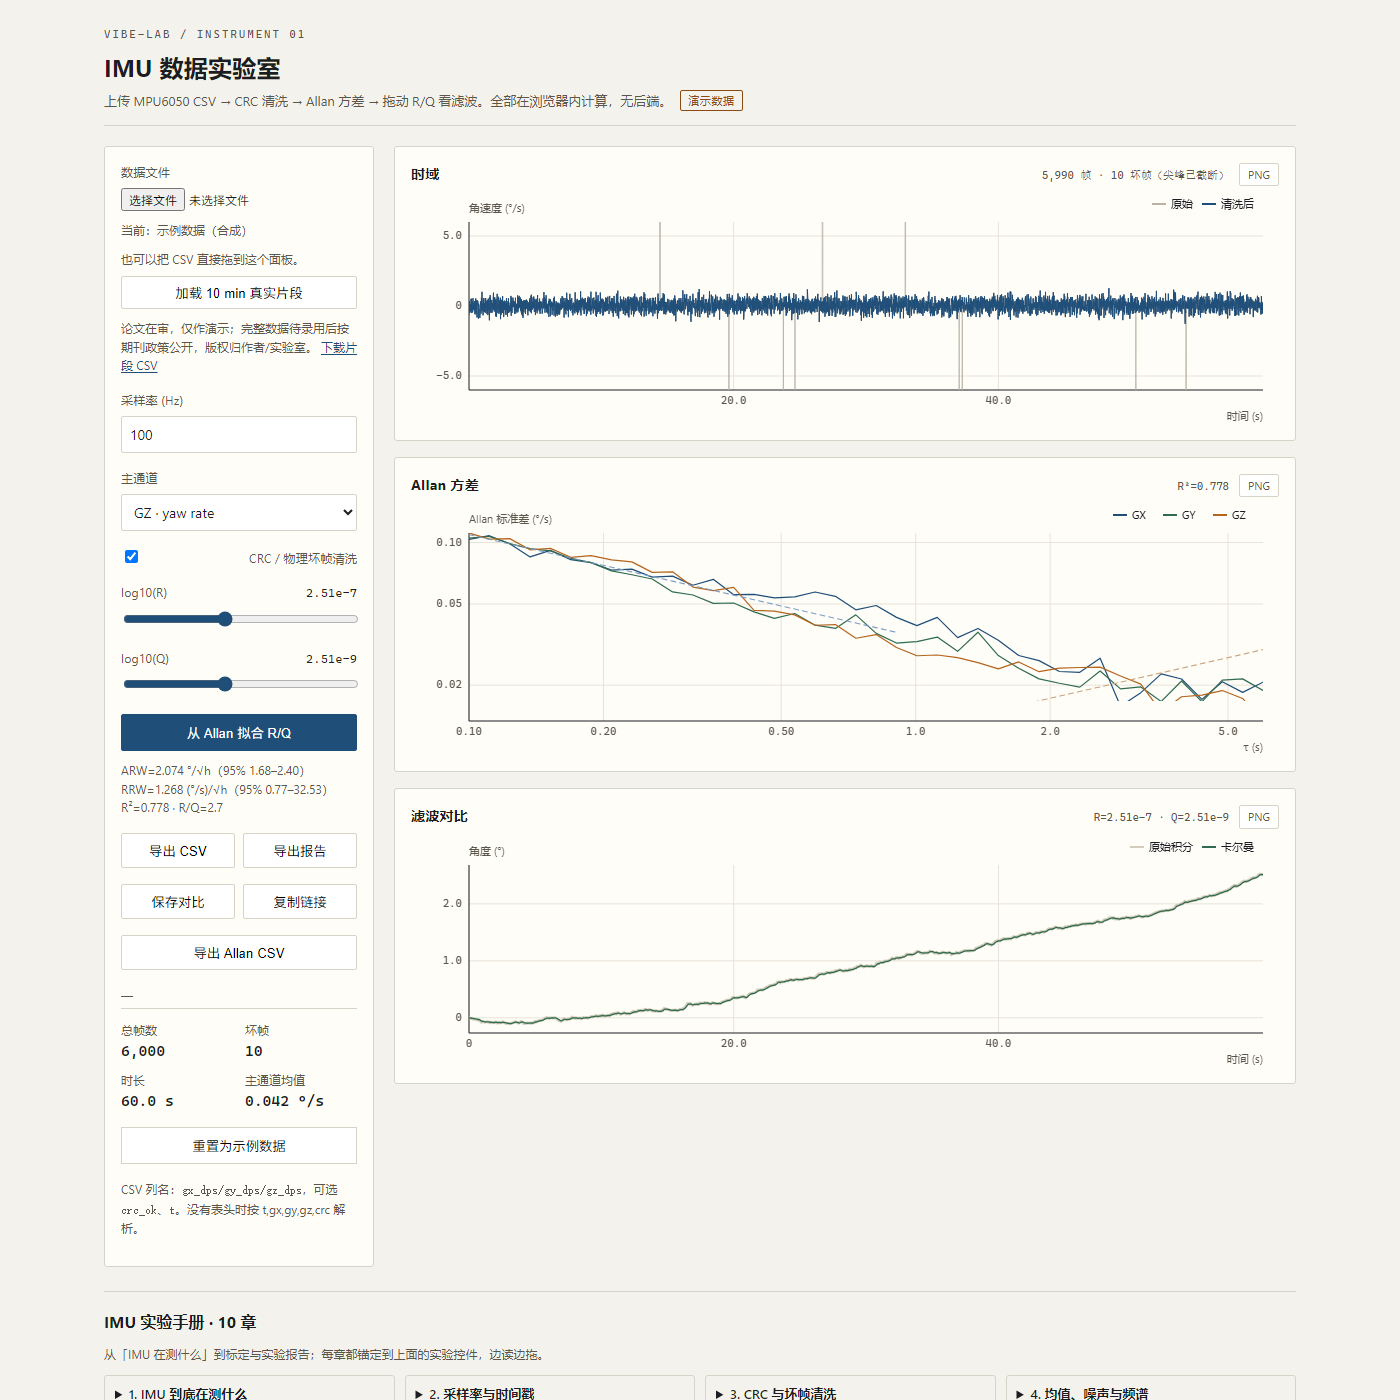 VIBE-LAB / INSTRUMENT 01
IMU 数据实验室
上传 MPU6050 CSV → CRC 清洗 → Allan 方差 → 拖动 R/Q 看滤波。全部在浏览器内计算，无后端。 演示数据
数据文件
选择文件 未选择文件
当前：示例数据（合成）
也可以把 CSV 直接拖到这个面板。
加载 10 min 真实片段
论文在审，仅作演示；完整数据待录用后按
期刊政策公开，版权归作者/实验室。 下载片
段 CSV
采样率 (Hz)
100
主通道
GZ · yaw rate
CRC / 物理坏帧清洗
log10(R) 2.51e-7
log10(Q) 2.51e-9
从 Allan 拟合 R/Q
ARW=2.074 °/√h（95% 1.68–2.40）
RRW=1.268 (°/s)/√h（95% 0.77–32.53）
R²=0.778 · R/Q=2.7
导出 CSV 导出报告
保存对比 复制链接
导出 Allan CSV
—
总帧数 坏帧
6,000 10
时长 主通道均值
60.0 s 0.042 °/s
重置为示例数据
CSV 列名：gx_dps/gy_dps/gz_dps，可选
crc_ok、t。没有表头时按 t,gx,gy,gz,crc 解
析。
时域 5,990 帧 · 10 坏帧（尖峰已截断） PNG
角速度 (°/s) 原始 清洗后
5.0
0
−5.0
20.0 40.0
时间 (s)
Allan 方差 R²=0.778 PNG
Allan 标准差 (°/s) GX GY GZ
0.10
0.05
0.02
0.10 0.20 0.50 1.0 2.0 5.0
τ (s)
滤波对比 R=2.51e-7 · Q=2.51e-9 PNG
角度 (°) 原始积分 卡尔曼
2.0
1.0
0
0 20.0 40.0
时间 (s)
IMU 实验手册 · 10 章
从「IMU 在测什么」到标定与实验报告；每章都锚定到上面的实验控件，边读边拖。
1. IMU 到底在测什么 2. 采样率与时间戳 3. CRC 与坏帧清洗 4. 均值、噪声与频谱